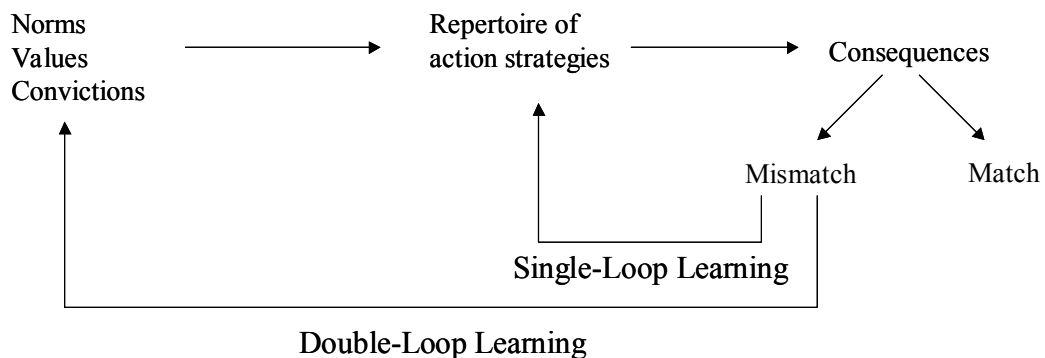 Norms
Values
Convictions
Repertoire of
action strategies
Consequences
Mismatch
Match
Single-Loop Learning
Double-Loop Learning